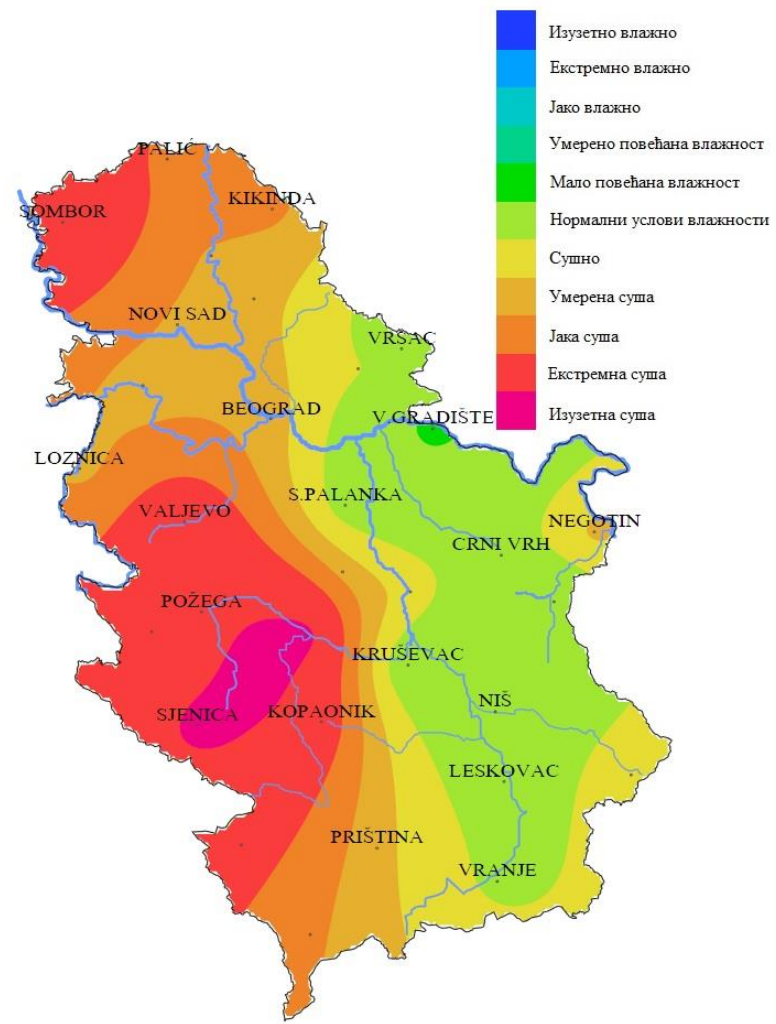 Изузетно влажно
Екстремно влажно
Јако влажно
Умерено повећана влажност
Мало повећана влажност
Нормални услови влажности
Сушно
Умерена суша
Јака суша
Екстремна суша
Изузетна суша
PALIĆ
KIKINDA
SOMBOR
NOVI SAD
VRŠAC
BEOGRAD
V.GRADIŠTE
LOZNICA
S.PALANKA
VALJEVO
NEGOTIN
CRNI VRH
POŽEGA
KRUŠEVAC
NIŠ
SJENICA
KOPAONIK
LESKOVAC
PRIŠTINA
VRANJE